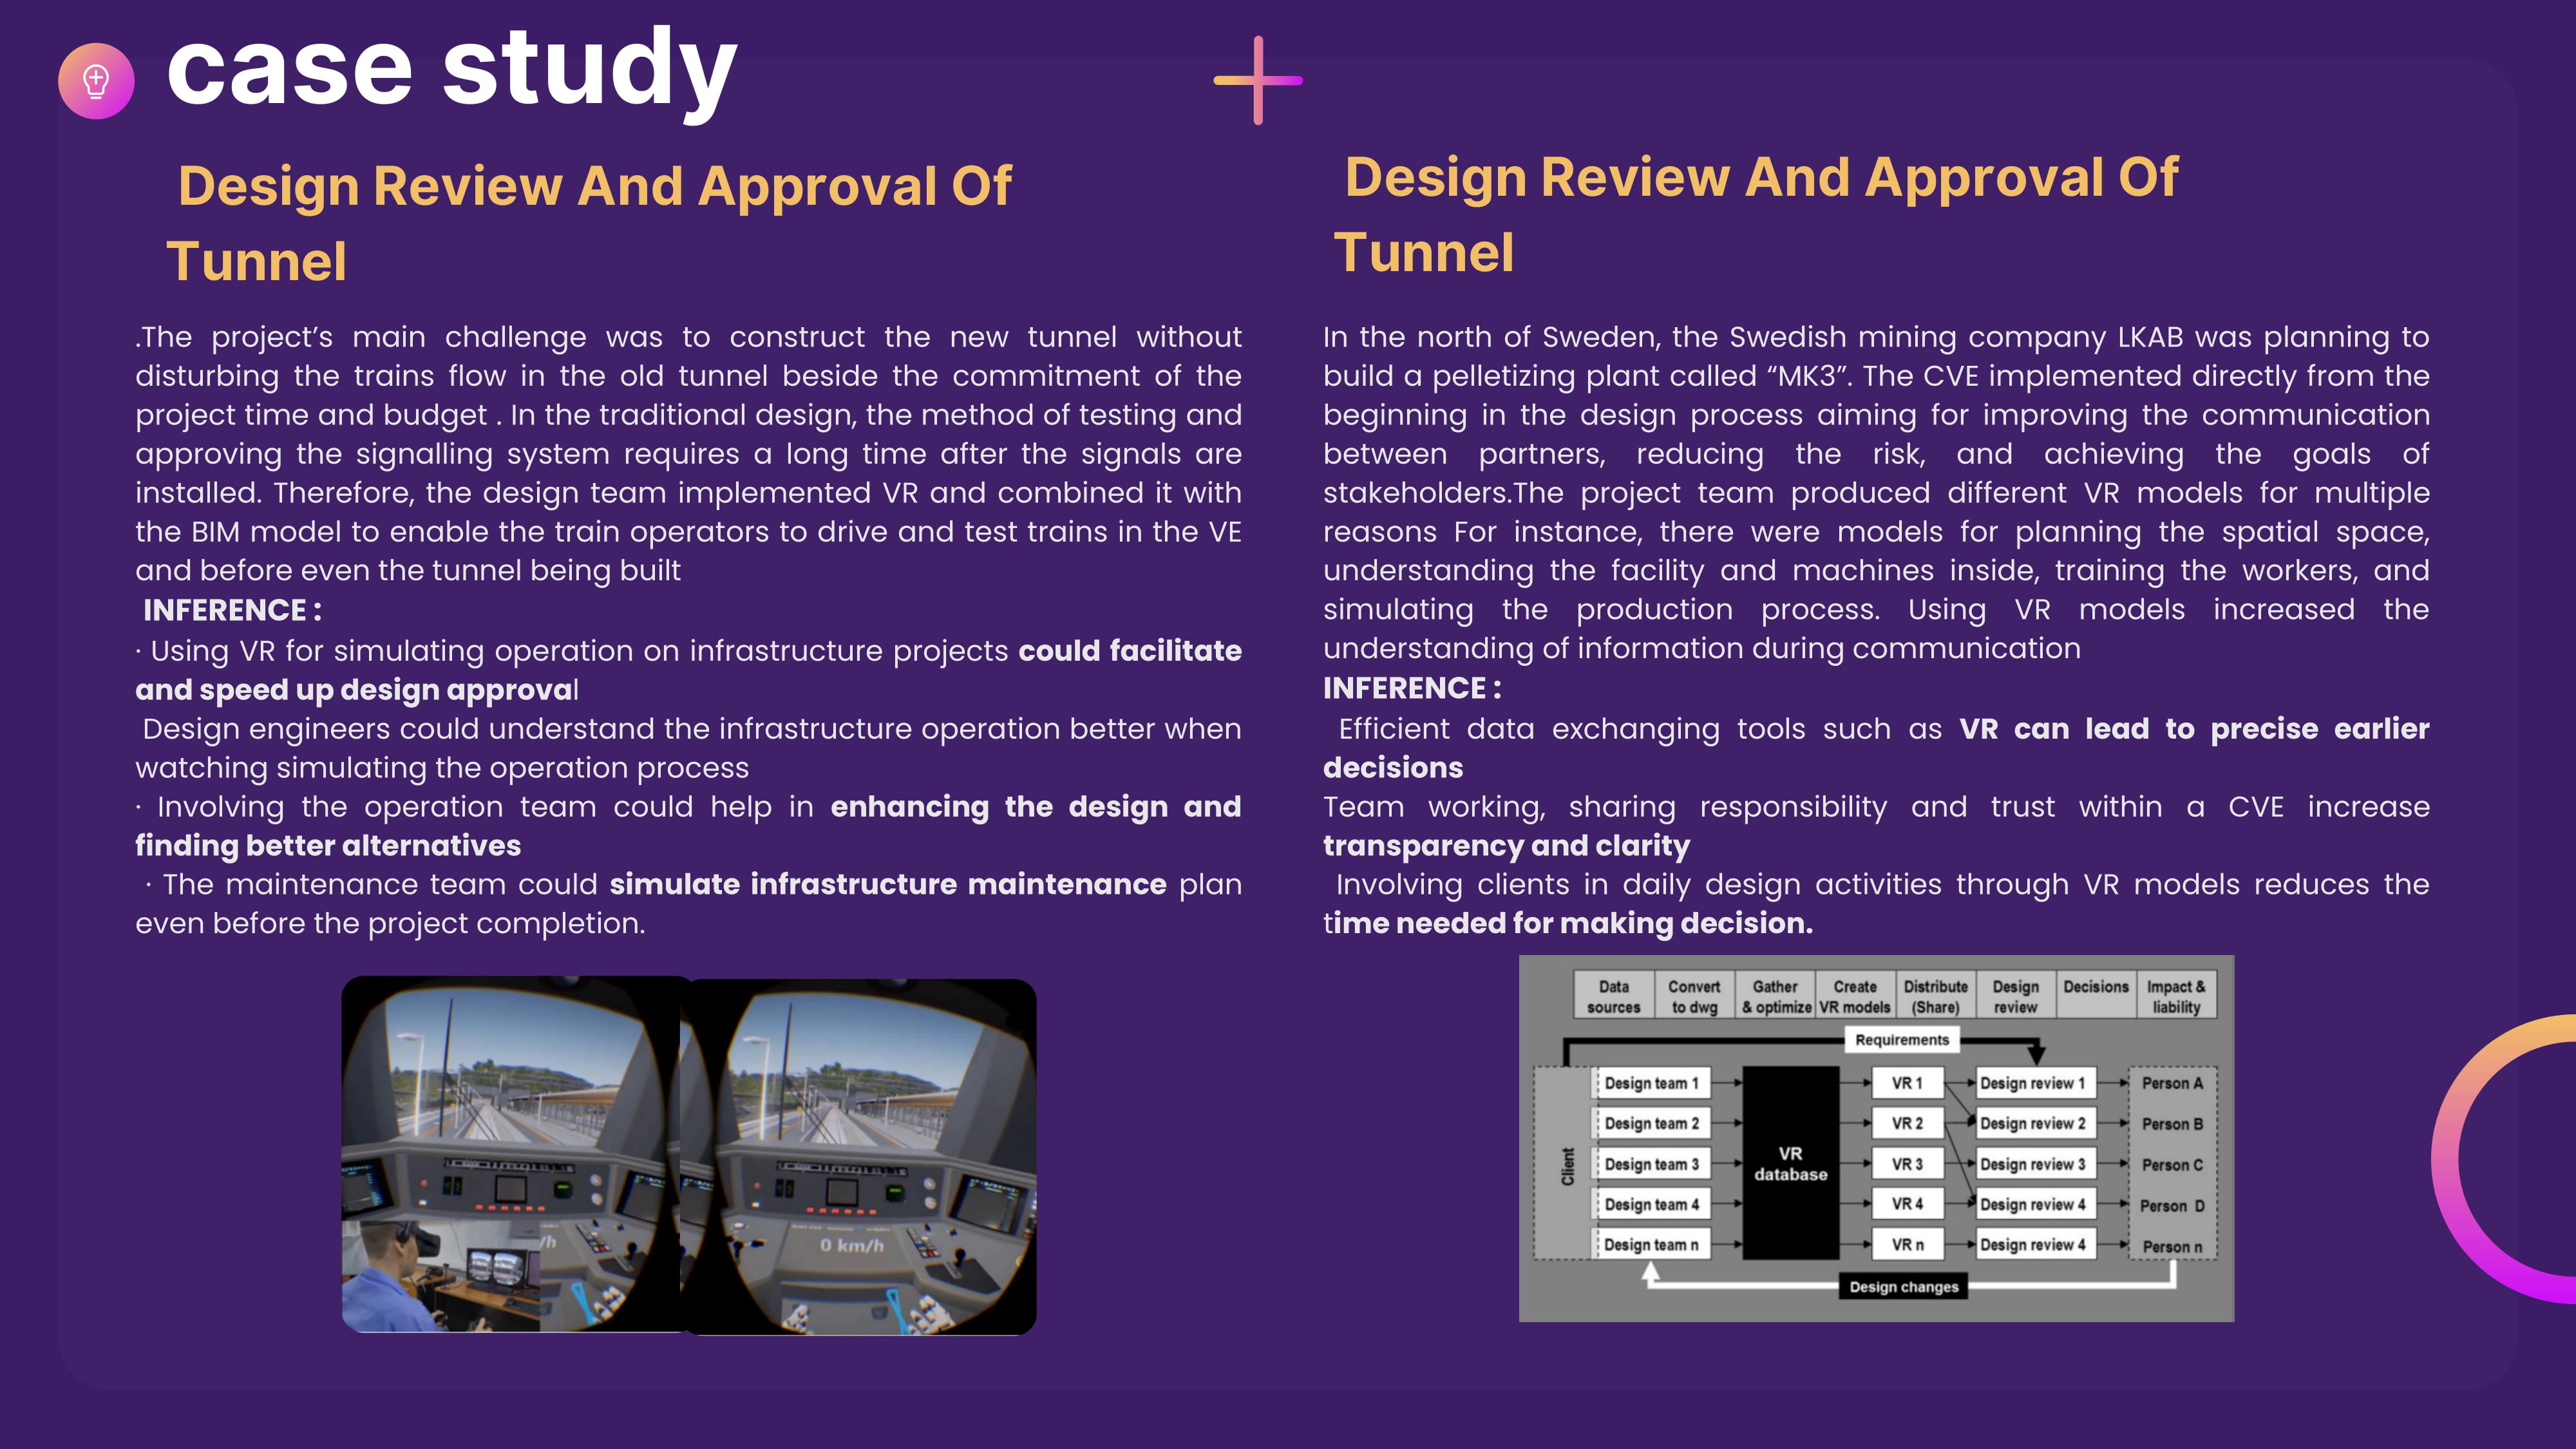 case study
Design Review And Approval Of
Tunnel
.The project’s main challenge was to construct the new tunnel without
disturbing the trains flow in the old tunnel beside the commitment of the
project time and budget . In the traditional design, the method of testing and
approving the signalling system requires a long time after the signals are
installed. Therefore, the design team implemented VR and combined it with
the BIM model to enable the train operators to drive and test trains in the VE
and before even the tunnel being built
INFERENCE :
· Using VR for simulating operation on infrastructure projects could facilitate
and speed up design approval
Design engineers could understand the infrastructure operation better when
watching simulating the operation process
· Involving the operation team could help in enhancing the design and
finding better alternatives
· The maintenance team could simulate infrastructure maintenance plan
even before the project completion.
/h
0 km/h
Design Review And Approval Of
Tunnel
In the north of Sweden, the Swedish mining company LKAB was planning to
build a pelletizing plant called “MK3”. The CVE implemented directly from the
beginning in the design process aiming for improving the communication
between partners, reducing the risk, and achieving the goals of
stakeholders.The project team produced different VR models for multiple
reasons For instance, there were models for planning the spatial space,
understanding the facility and machines inside, training the workers, and
simulating the production process. Using VR models increased the
understanding of information during communication
INFERENCE :
Efficient data exchanging tools such as VR can lead to precise earlier
decisions
Team working, sharing responsibility and trust within a CVE increase
transparency and clarity
Involving clients in daily design activities through VR models reduces the
time needed for making decision.
Data sources
Convert to dwg
Gather & optimize
Create VR models
Distribute (Share)
Design review
Decisions
Impact & liability
Requirements
Client
Design team 1
Design team 2
Design team 3
Design team 4
Design team n
VR database
VR 1
VR 2
VR 3
VR 4
VR n
Design review 1
Design review 2
Design review 3
Design review 4
Design review 4
Person A
Person B
Person C
Person D
Person n
Design changes